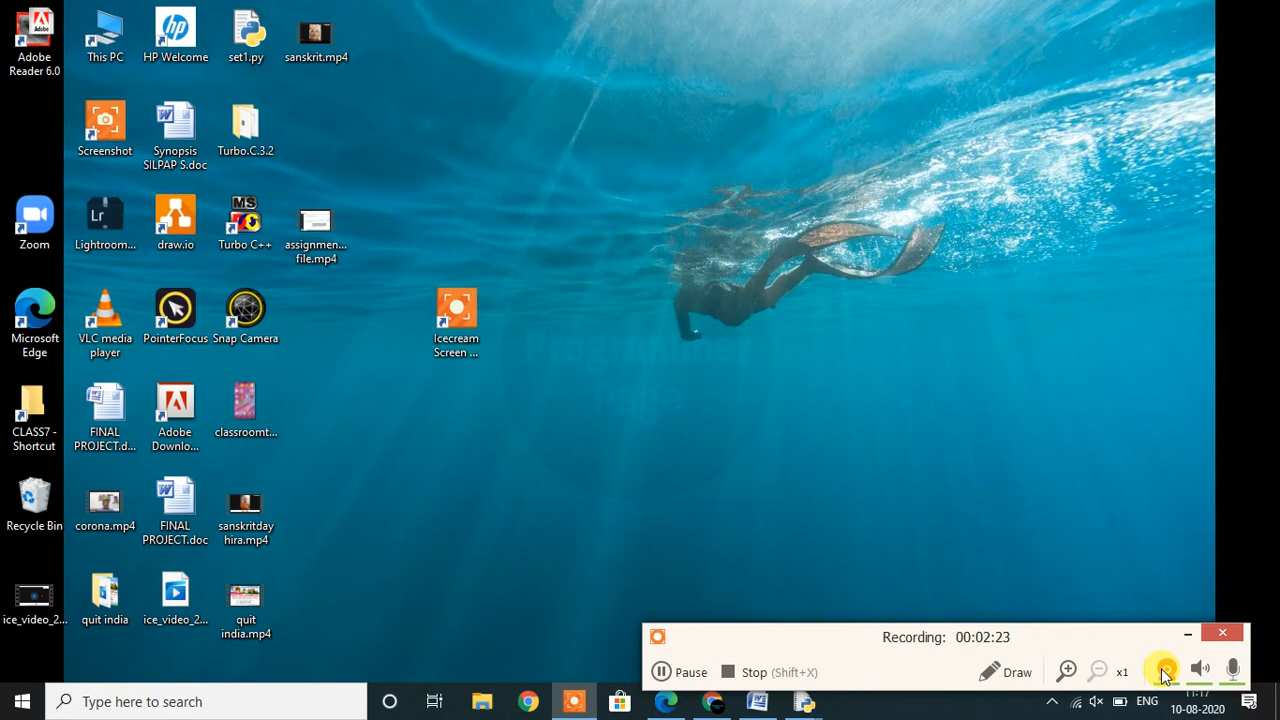 Adobe
Reader 6.0
This PC
HP Welcome
set1.py
sanskrit.mp4
Screenshot
Synopsis
SILPAP S.doc
Turbo.C.3.2
Zoom
Lr
Lightroom...
draw.io
MS
Turbo C++
assignmen...
file.mp4
Microsoft
Edge
VLC media
player
PointerFocus
Snap Camera
Icecream
Screen ...
CLASS7 -
Shortcut
FINAL
PROJECT.d...
Adobe
Downlo...
classroomt...
Recycle Bin
corona.mp4
FINAL
PROJECT.doc
sanskritday
hira.mp4
ice_video_2...
quit india
ice_video_2...
quit
india.mp4
Recording: 00:02:23
Pause
Stop (Shift+X)
Draw
x1
Type here to search
ENG
11:17
10-08-2020